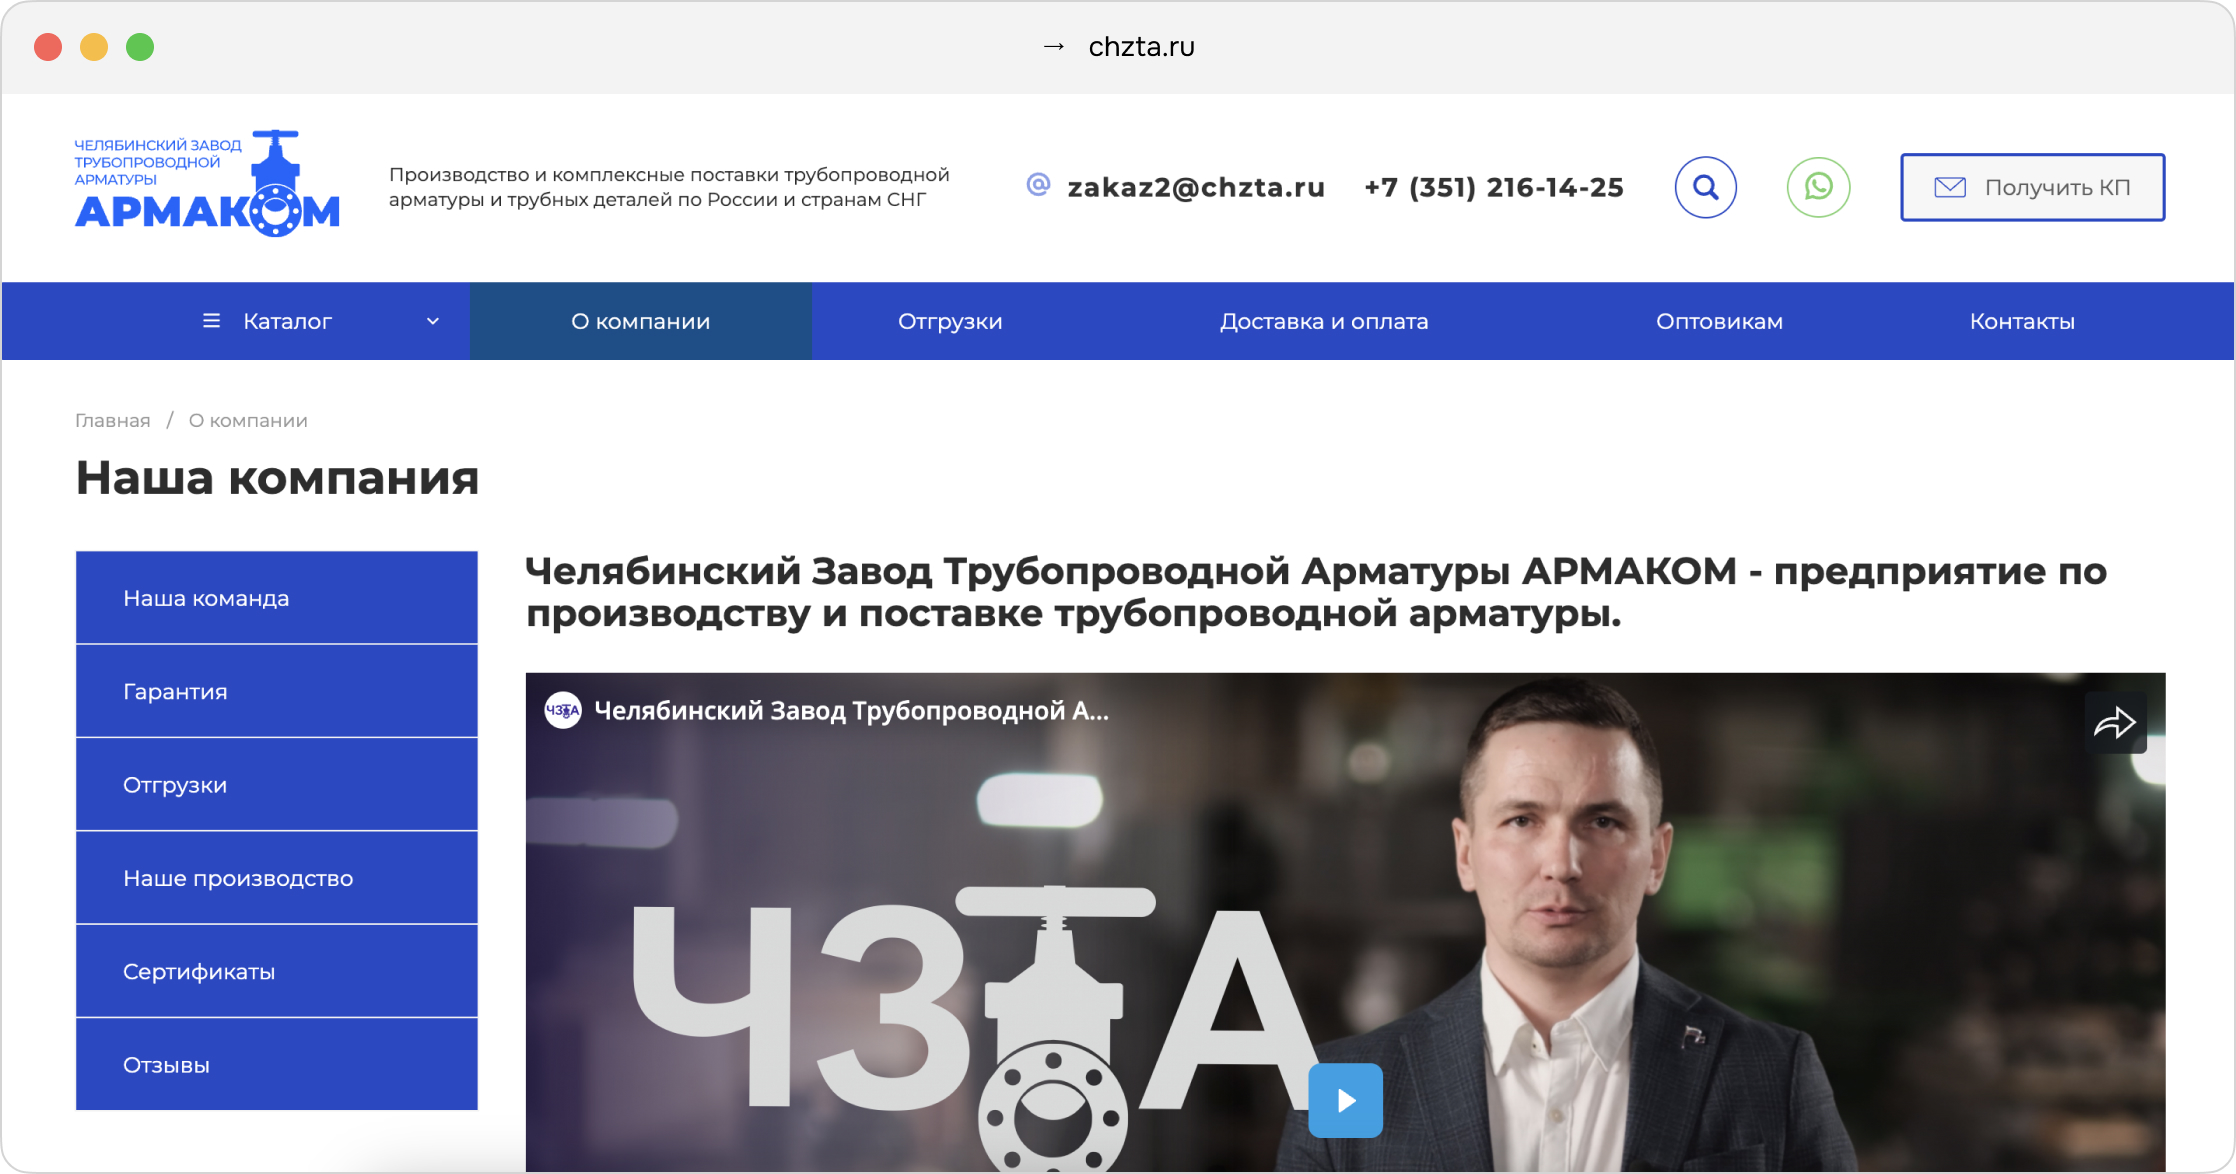 → chzta.ru
ЧЕЛЯБИНСКИЙ ЗАВОД
ТРУБОПРОВОДНОЙ
АРМАТУРЫ
АРМАКОМ
Производство и комплексные поставки трубопроводной
арматуры и трубных деталей по России и странам СНГ
@ zakaz2@chzta.ru
+7 (351) 216-14-25
Получить КП
Каталог
О компании
Отгрузки
Доставка и оплата
Оптовикам
Контакты
Главная / О компании
Наша компания
Наша команда
Гарантия
Отгрузки
Наше производство
Сертификаты
Отзывы
Челябинский Завод Трубопроводной Арматуры АРМАКОМ - предприятие по
производству и поставке трубопроводной арматуры.
ЧЗТА
Челябинский Завод Трубопроводной А...
ЧЗТА